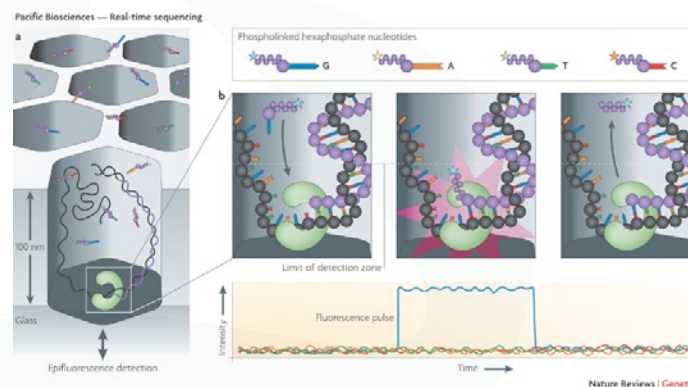 Pacific Biosciences — Real-time sequencing
a
Phospholinked hexaphosphate nucleotides
G
A
T
C
b
100 nm
Limit of detection zone
Glass
Fluorescence pulse
Intensity
Epifluorescence detection
Time
Nature Reviews | Genet